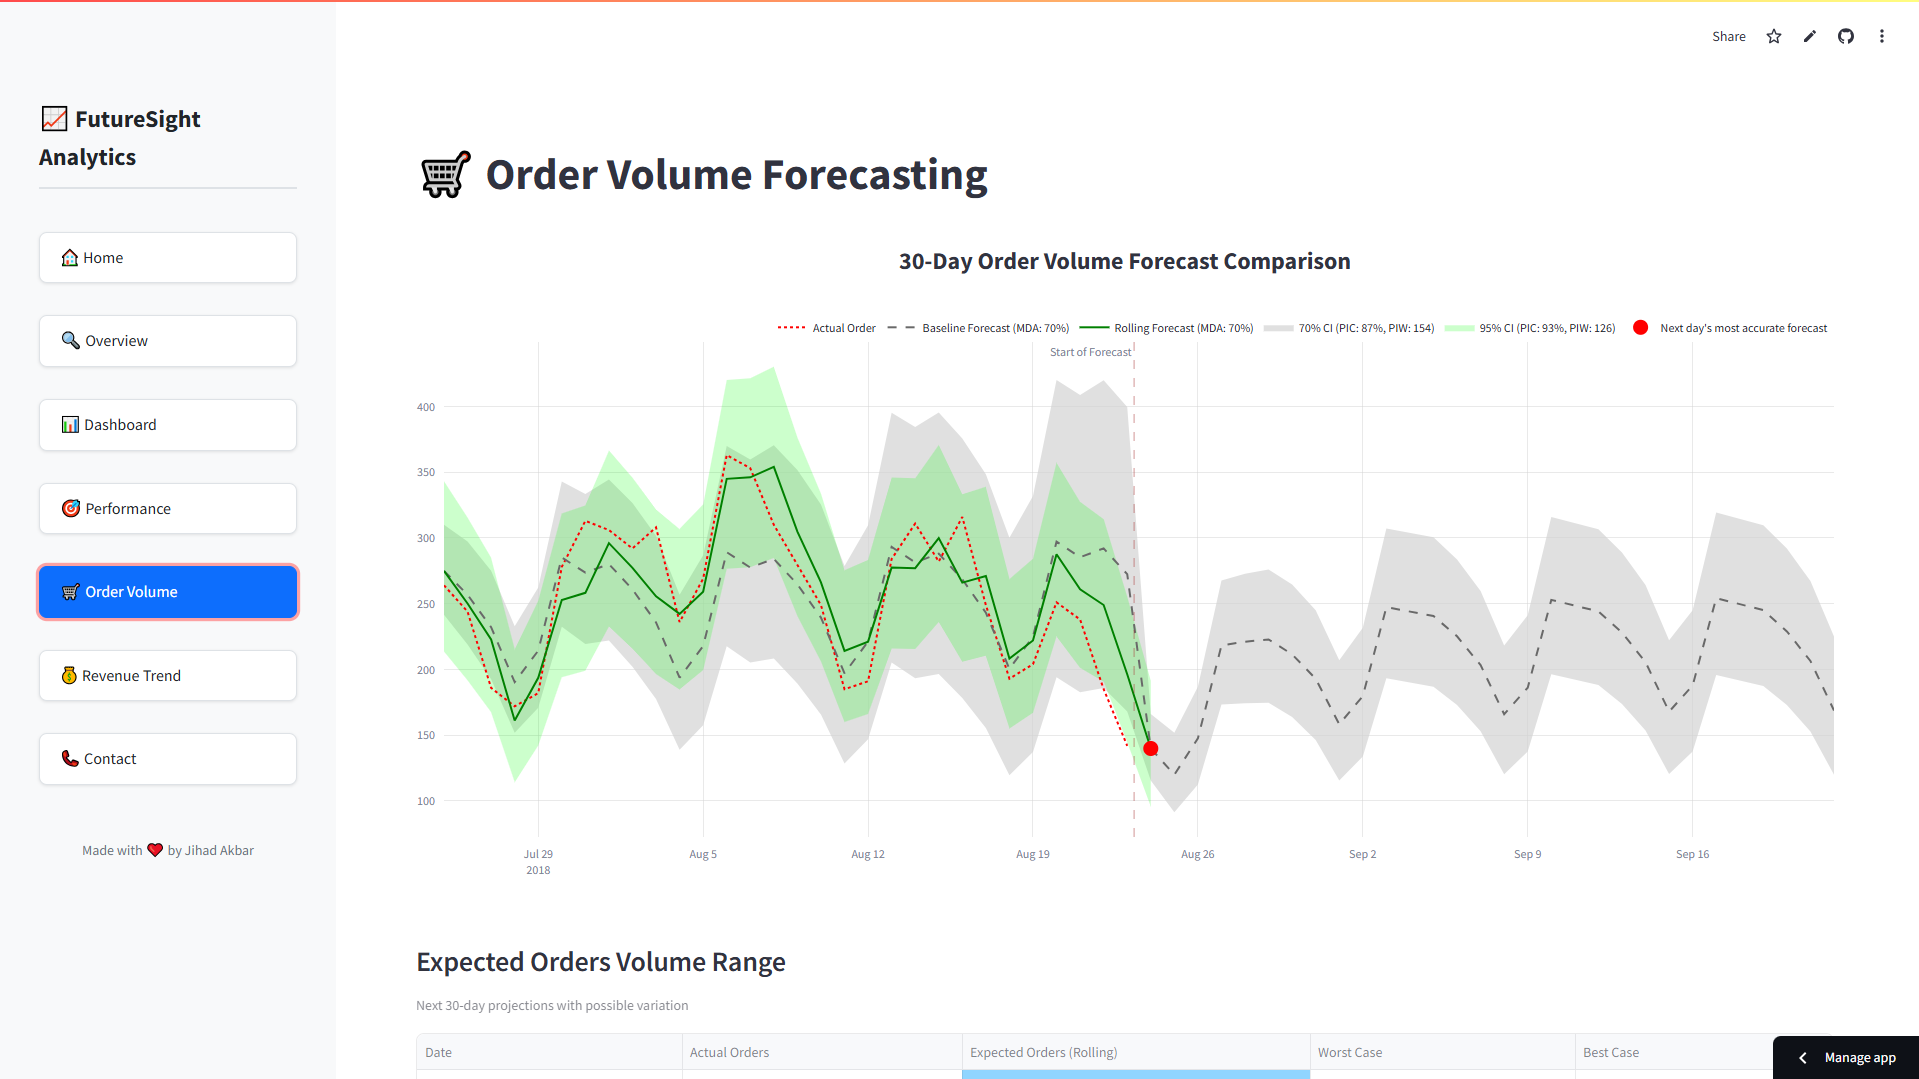 Share
FutureSight
Analytics
Home
Overview
Dashboard
Performance
Order Volume
Revenue Trend
Contact
Made with ❤️ by Jihad Akbar
Order Volume Forecasting
30-Day Order Volume Forecast Comparison
Actual Order
Baseline Forecast (MDA: 70%)
Rolling Forecast (MDA: 70%)
70% CI (PIC: 87%, PIW: 154)
95% CI (PIC: 93%, PIW: 126)
Next day's most accurate forecast
Start of Forecast
400
350
300
250
200
150
100
Jul 29
2018
Aug 5
Aug 12
Aug 19
Aug 26
Sep 2
Sep 9
Sep 16
Expected Orders Volume Range
Next 30-day projections with possible variation
Date
Actual Orders
Expected Orders (Rolling)
Worst Case
Best Case
Manage app